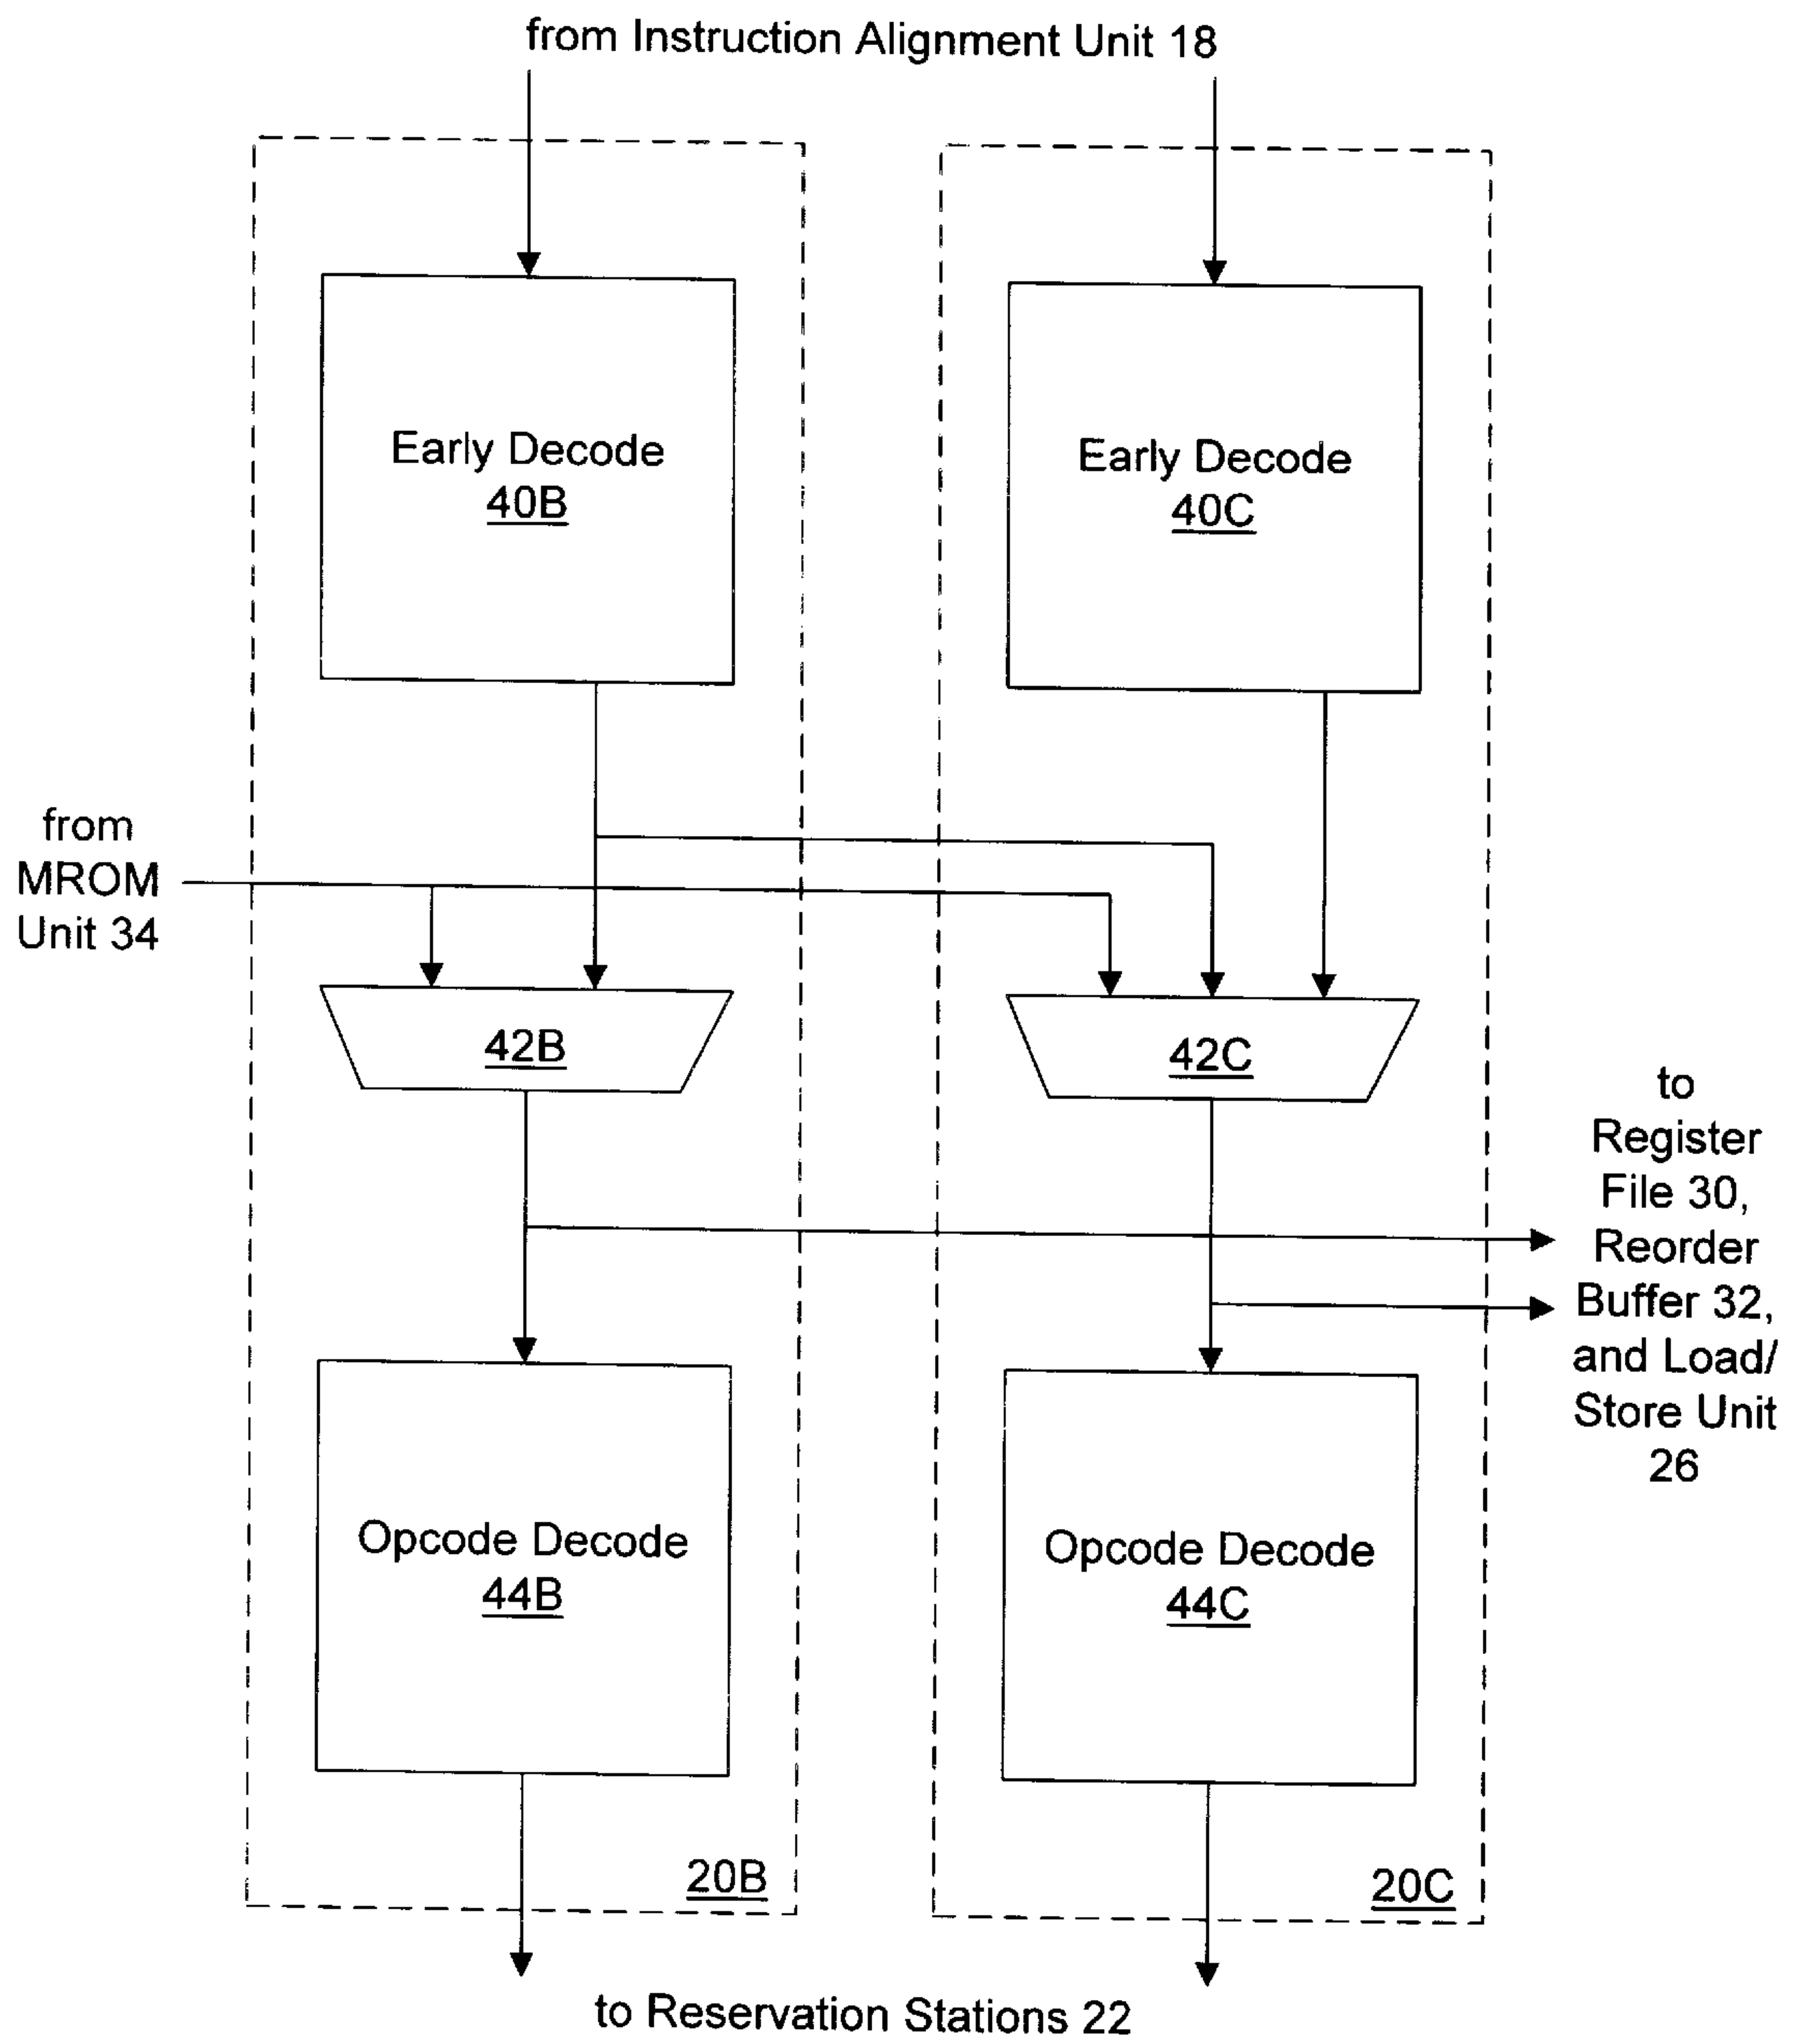 from Instruction Alignment Unit 18
Early Decode
40B
Early Decode
40C
from
MROM
Unit 34
42B
42C
to
Register
File 30,
Reorder
Buffer 32,
and Load/
Store Unit
26
Opcode Decode
44B
Opcode Decode
44C
20B
20C
to Reservation Stations 22